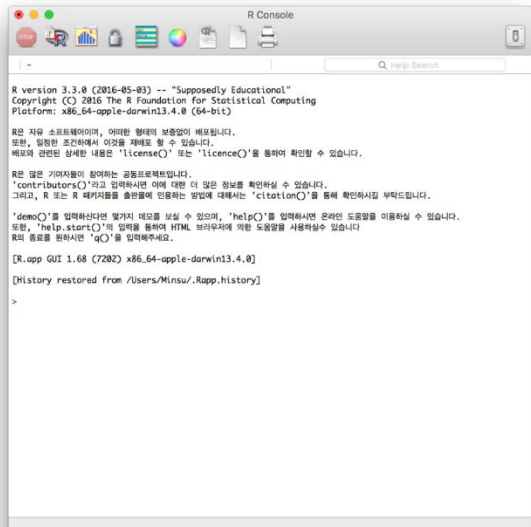 R Console
STOP
Help Search
R version 3.3.0 (2016-05-03) -- "Supposedly Educational"
Copyright (C) 2016 The R Foundation for Statistical Computing
Platform: x86_64-apple-darwin13.4.0 (64-bit)
R은 자유 소프트웨어이며, 어떠한 형태의 보증없이 배포됩니다.
또한, 일정한 조건하에서 이것을 재배포 할 수 있습니다.
배포와 관련된 상세한 내용은 'license()' 또는 'licence()'을 통하여 확인할 수 있습니다.
R은 많은 기여자들이 참여하는 공동프로젝트입니다.
'contributors()'라고 입력하시면 이에 대한 더 많은 정보를 확인하실 수 있습니다.
그리고, R 또는 R 패키지들을 출판물에 인용하는 방법에 대해서는 'citation()'을 통해 확인하시길 부탁드립니다.
'demo()'를 입력하신다면 몇가지 데모를 보실 수 있으며, 'help()'를 입력하시면 온라인 도움말을 이용하실 수 있습니다.
또한, 'help.start()'의 입력을 통하여 HTML 브라우저에 의한 도움말을 사용하실수 있습니다
R의 종료를 원하시면 'q()'을 입력해주세요.
[R.app GUI 1.68 (7202) x86_64-apple-darwin13.4.0]
[History restored from /Users/Minsu/.Rapp.history]
>